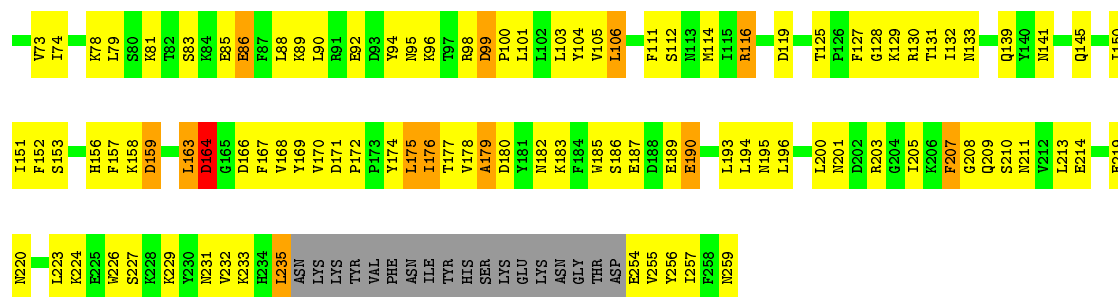 V73 I74 K78 L79 S80 K81 T82 S83 K84 E85 E86 F87 L88 K89 L90 R91 E92 D93 Y94 N95 K96 T97 R98 D99 P100 L101 L102 L103 Y104 V105 L106 F111 S112 N113 M114 I115 R116 D119 T125 P126 F127 G128 K129 R130 T131 I132 N133 Q139 Y140 N141 Q145 I150
I151 F152 S153 H156 F157 K158 D159 L163 D164 G165 D166 F167 V168 Y169 V170 D171 P172 P173 Y174 L175 I176 T177 V178 A179 D180 Y181 N182 K183 F184 W185 S186 E187 D188 E189 E190 L193 L194 N195 L196 L200 N201 D202 R203 G204 I205 K206 F207 G208 Q209 S210 N211 V212 L213 E214 E219
N220 L223 K224 E225 W226 S227 K228 K229 Y230 N231 V232 K233 H234 L235 ASN LYS LYS TYR VAL PHE ASN ILE TYR HIS SER LYS GLU LYS ASN GLY THR ASP E254 V255 Y256 I257 F258 N259